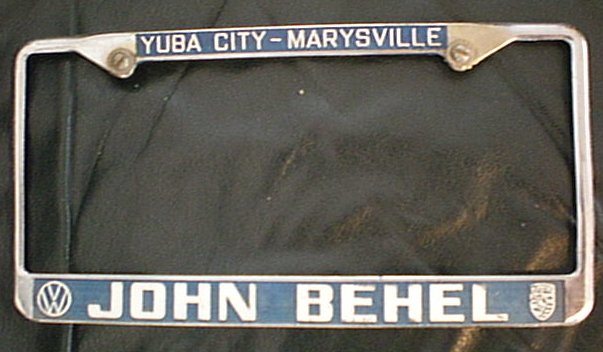 YUBA CITY - MARYSVILLE
JOHN BEHEL